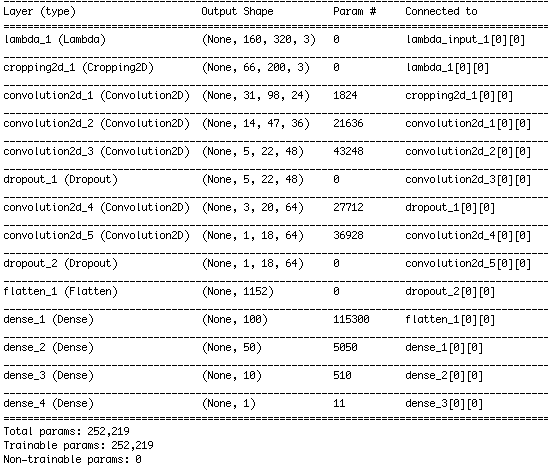 Layer (type) Output Shape Param # Connected to
lambda_1 (Lambda) (None, 160, 320, 3) 0 lambda_input_1[0][0]
cropping2d_1 (Cropping2D) (None, 66, 200, 3) 0 lambda_1[0][0]
convolution2d_1 (Convolution2D) (None, 31, 98, 24) 1824 cropping2d_1[0][0]
convolution2d_2 (Convolution2D) (None, 14, 47, 36) 21636 convolution2d_1[0][0]
convolution2d_3 (Convolution2D) (None, 5, 22, 48) 43248 convolution2d_2[0][0]
dropout_1 (Dropout) (None, 5, 22, 48) 0 convolution2d_3[0][0]
convolution2d_4 (Convolution2D) (None, 3, 20, 64) 27712 dropout_1[0][0]
convolution2d_5 (Convolution2D) (None, 1, 18, 64) 36928 convolution2d_4[0][0]
dropout_2 (Dropout) (None, 1, 18, 64) 0 convolution2d_5[0][0]
flatten_1 (Flatten) (None, 1152) 0 dropout_2[0][0]
dense_1 (Dense) (None, 100) 115300 flatten_1[0][0]
dense_2 (Dense) (None, 50) 5050 dense_1[0][0]
dense_3 (Dense) (None, 10) 510 dense_2[0][0]
dense_4 (Dense) (None, 1) 11 dense_3[0][0]
Total params: 252,219
Trainable params: 252,219
Non-trainable params: 0